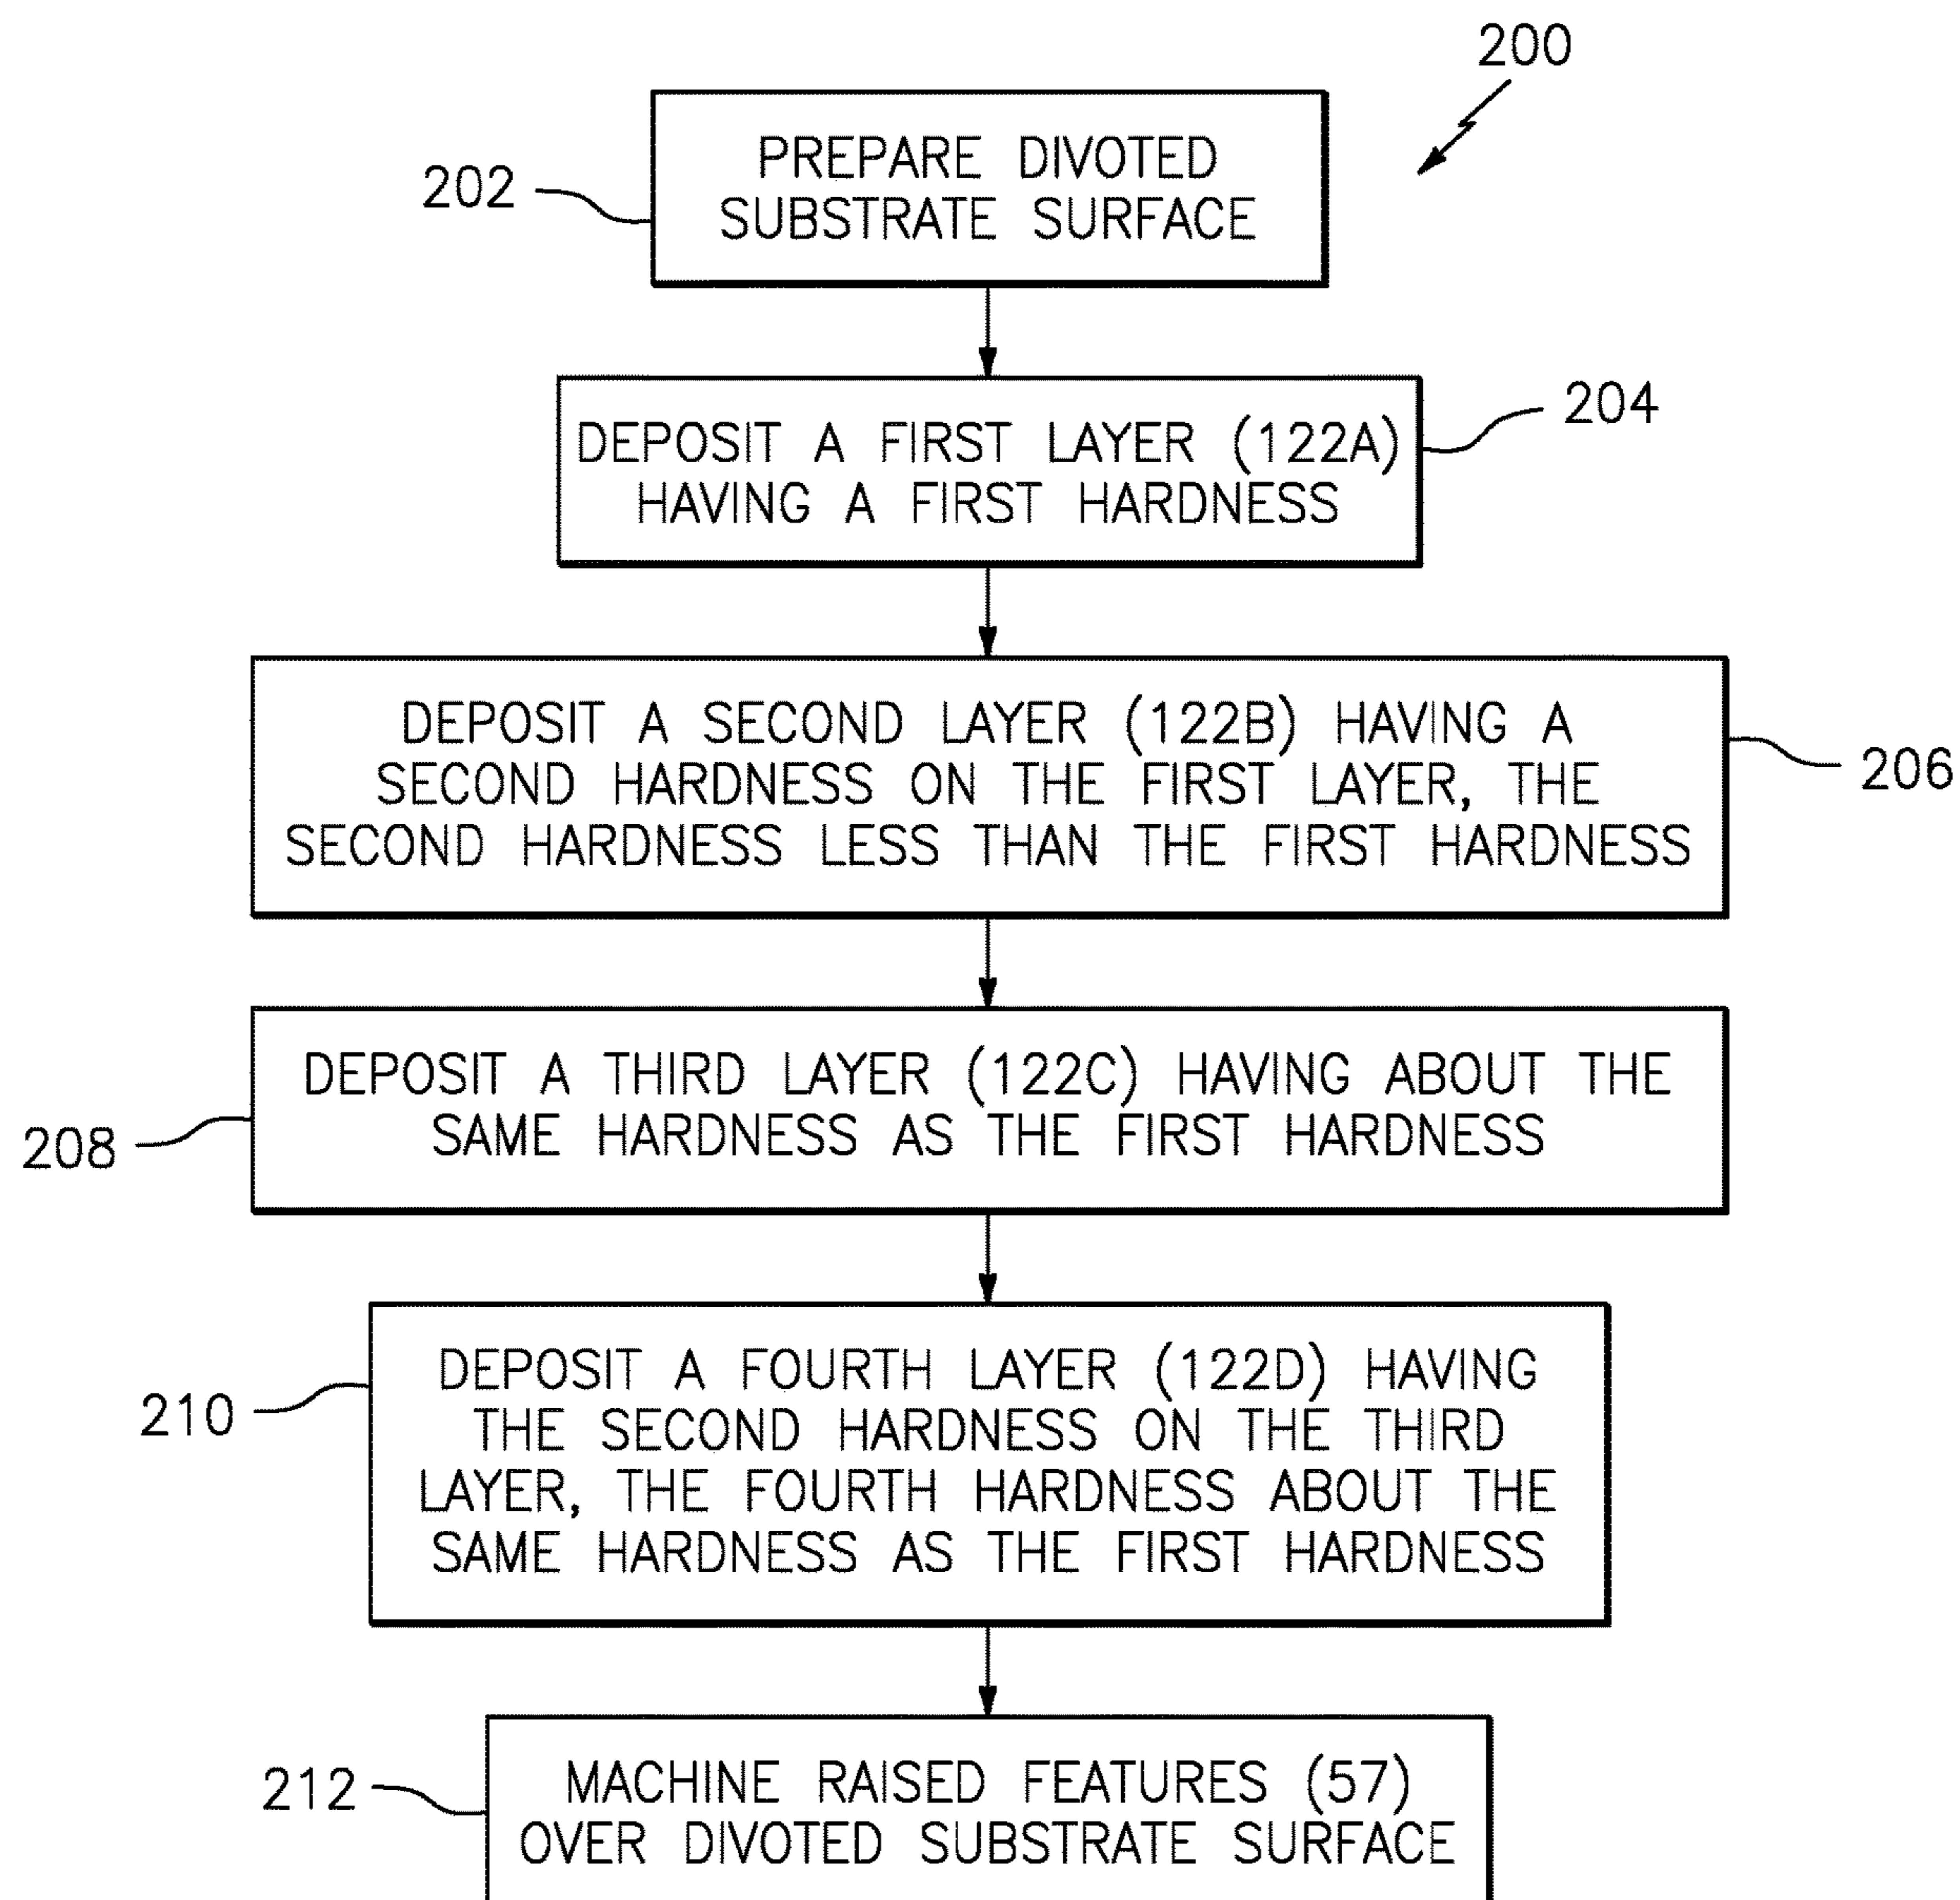 200
PREPARE DIVOTED
SUBSTRATE SURFACE
202
DEPOSIT A FIRST LAYER (122A)
HAVING A FIRST HARDNESS
204
DEPOSIT A SECOND LAYER (122B) HAVING A
SECOND HARDNESS ON THE FIRST LAYER, THE
SECOND HARDNESS LESS THAN THE FIRST HARDNESS
206
DEPOSIT A THIRD LAYER (122C) HAVING ABOUT THE
SAME HARDNESS AS THE FIRST HARDNESS
208
DEPOSIT A FOURTH LAYER (122D) HAVING
THE SECOND HARDNESS ON THE THIRD
LAYER, THE FOURTH HARDNESS ABOUT THE
SAME HARDNESS AS THE FIRST HARDNESS
210
MACHINE RAISED FEATURES (57)
OVER DIVOTED SUBSTRATE SURFACE
212